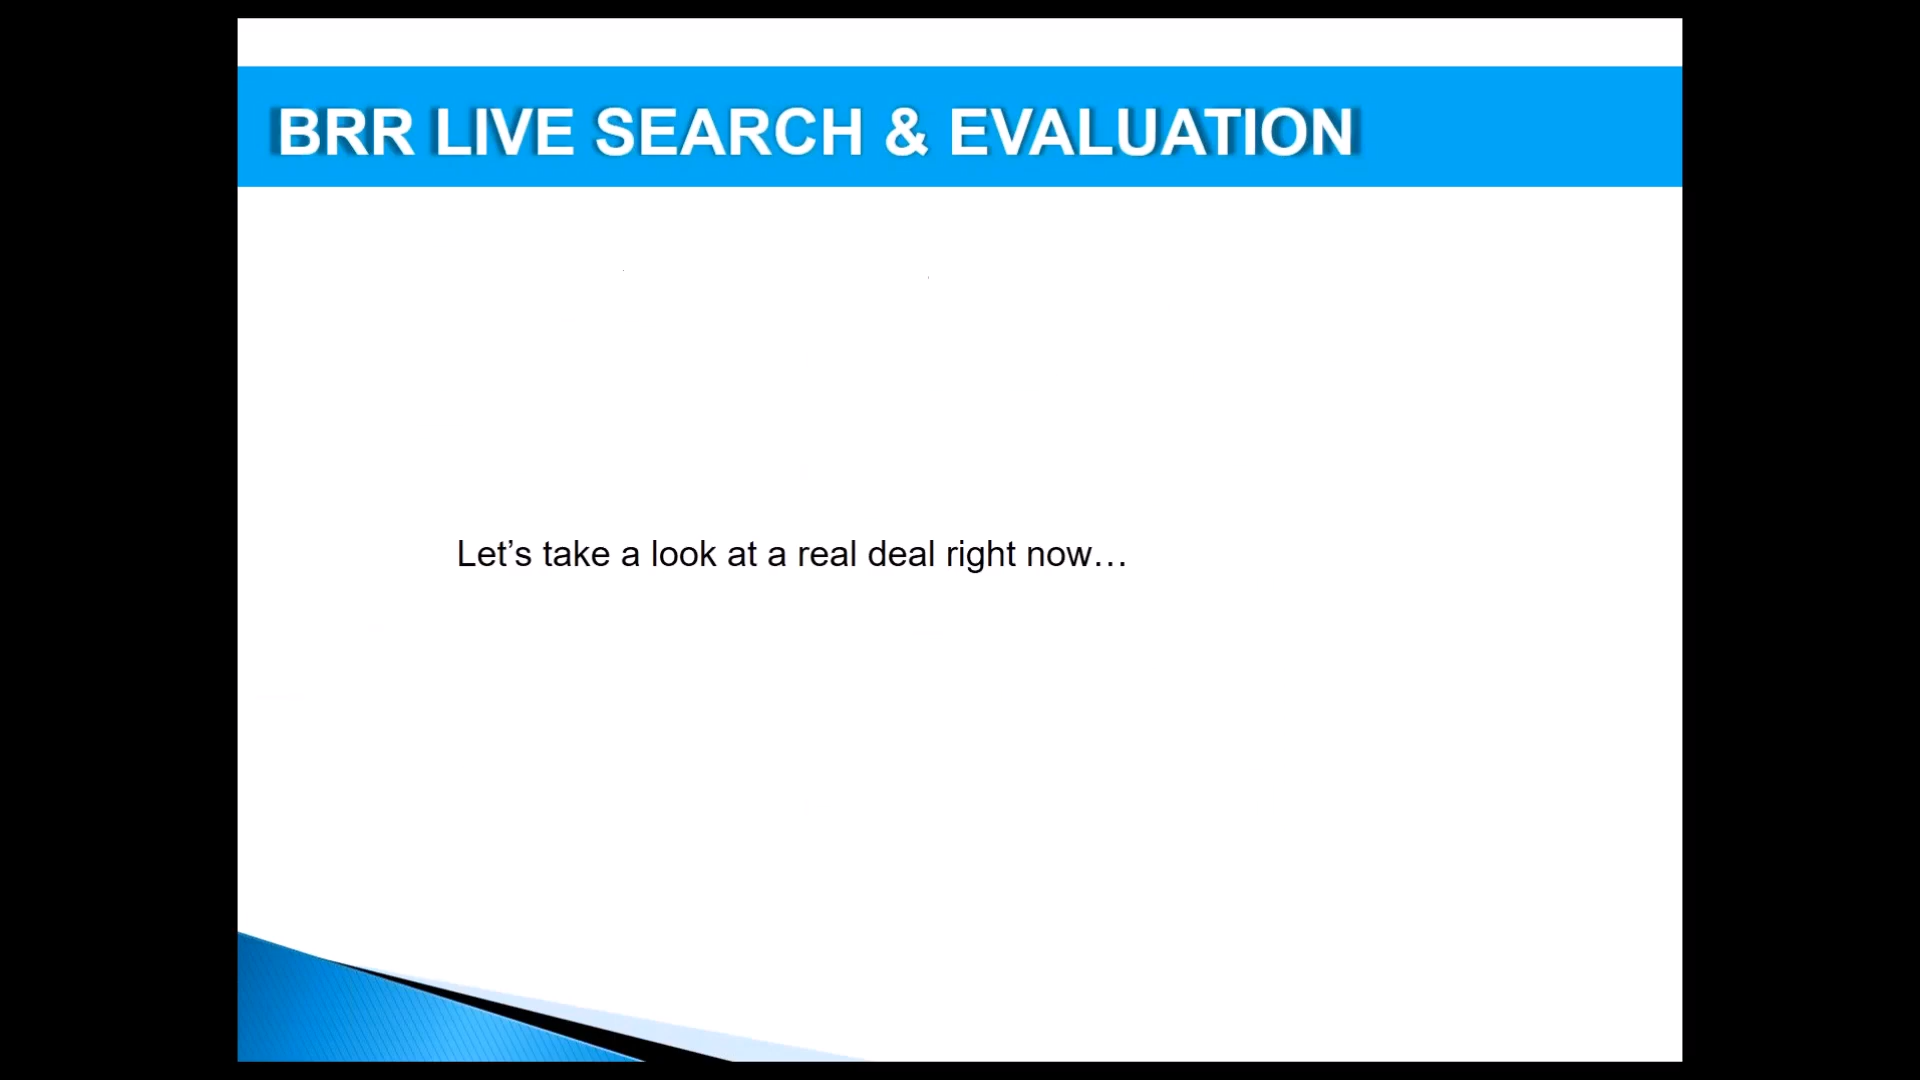 BRR LIVE SEARCH & EVALUATION
Let’s take a look at a real deal right now…